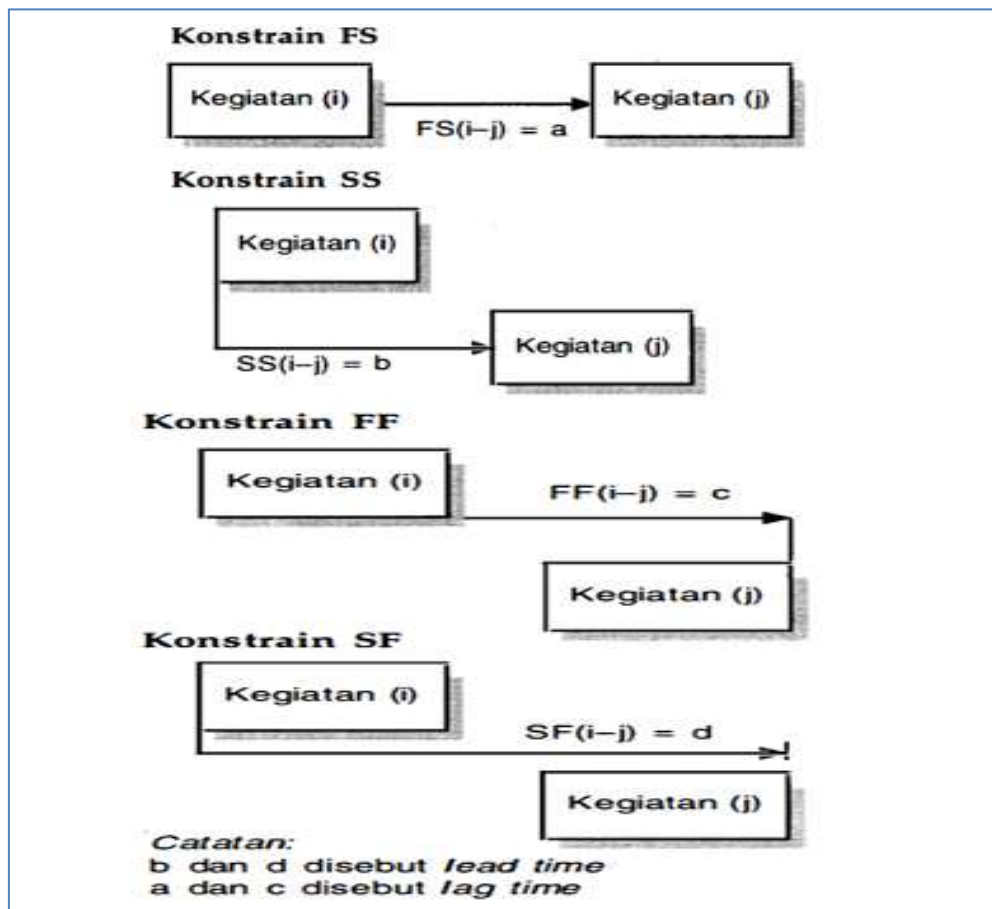 Konstrain FS
Kegiatan (i)
Kegiatan (j)
FS(i–j) = a
Konstrain SS
Kegiatan (i)
Kegiatan (j)
SS(i–j) = b
Konstrain FF
Kegiatan (i)
FF(i–j) = c
Kegiatan (j)
Konstrain SF
Kegiatan (i)
SF(i–j) = d
Kegiatan (j)
Catatan:
b dan d disebut lead time
a dan c disebut lag time